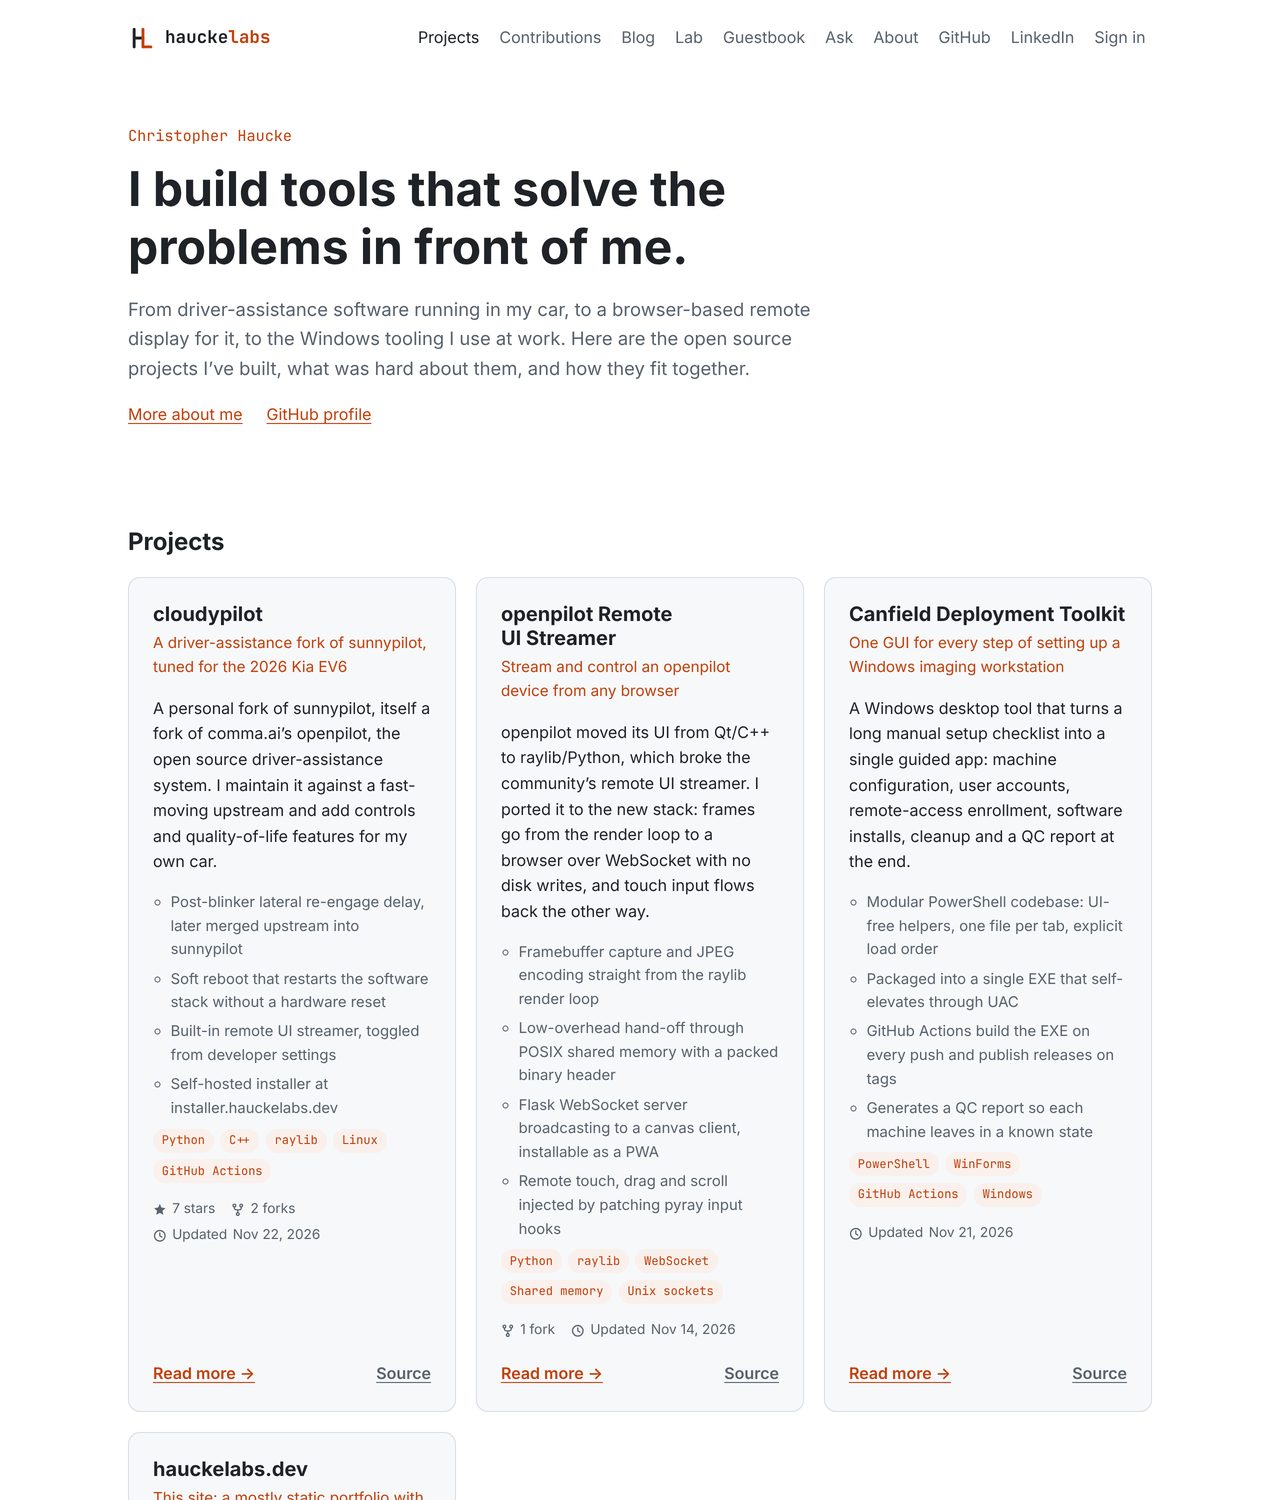 HL hauckelabs
Projects Contributions Blog Lab Guestbook Ask About GitHub LinkedIn Sign in
Christopher Haucke
I build tools that solve the
problems in front of me.
From driver-assistance software running in my car, to a browser-based remote
display for it, to the Windows tooling I use at work. Here are the open source
projects I’ve built, what was hard about them, and how they fit together.
More about me GitHub profile
Projects
cloudypilot
A driver-assistance fork of sunnypilot,
tuned for the 2026 Kia EV6
A personal fork of sunnypilot, itself a
fork of comma.ai’s openpilot, the
open source driver-assistance
system. I maintain it against a fast-
moving upstream and add controls
and quality-of-life features for my
own car.
Post-blinker lateral re-engage delay,
later merged upstream into
sunnypilot
Soft reboot that restarts the software
stack without a hardware reset
Built-in remote UI streamer, toggled
from developer settings
Self-hosted installer at
installer.hauckelabs.dev
Python C++ raylib Linux
GitHub Actions
7 stars 2 forks
Updated Nov 22, 2026
Read more → Source
openpilot Remote
UI Streamer
Stream and control an openpilot
device from any browser
openpilot moved its UI from Qt/C++
to raylib/Python, which broke the
community’s remote UI streamer. I
ported it to the new stack: frames
go from the render loop to a
browser over WebSocket with no
disk writes, and touch input flows
back the other way.
Framebuffer capture and JPEG
encoding straight from the raylib
render loop
Low-overhead hand-off through
POSIX shared memory with a packed
binary header
Flask WebSocket server
broadcasting to a canvas client,
installable as a PWA
Remote touch, drag and scroll
injected by patching pyray input
hooks
Python raylib WebSocket
Shared memory Unix sockets
1 fork Updated Nov 14, 2026
Read more → Source
Canfield Deployment Toolkit
One GUI for every step of setting up a
Windows imaging workstation
A Windows desktop tool that turns a
long manual setup checklist into a
single guided app: machine
configuration, user accounts,
remote-access enrollment, software
installs, cleanup and a QC report at
the end.
Modular PowerShell codebase: UI-
free helpers, one file per tab, explicit
load order
Packaged into a single EXE that self-
elevates through UAC
GitHub Actions build the EXE on
every push and publish releases on
tags
Generates a QC report so each
machine leaves in a known state
PowerShell WinForms
GitHub Actions Windows
Updated Nov 21, 2026
Read more → Source
hauckelabs.dev
This site: a mostly static portfolio with